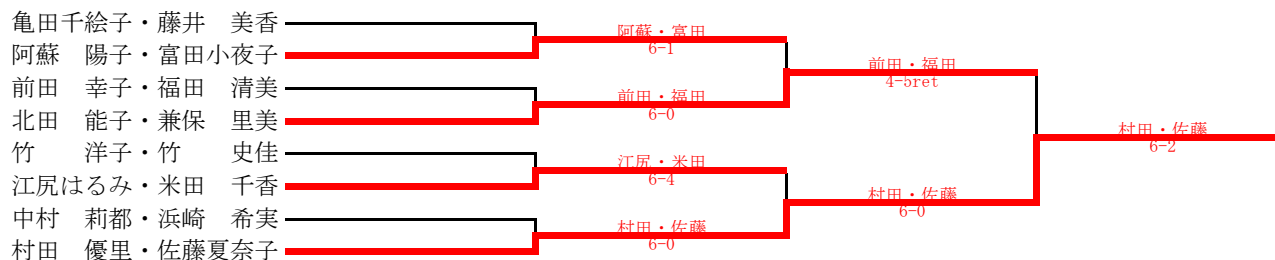 亀田千絵子・藤井　美香
阿蘇　陽子・富田小夜子
前田　幸子・福田　清美
北田　能子・兼保　里美
竹　　洋子・竹　　史佳
江尻はるみ・米田　千香
中村　莉都・浜崎　希実
村田　優里・佐藤夏奈子
阿蘇・富田
6-1
前田・福田
6-0
江尻・米田
6-4
村田・佐藤
6-0
前田・福田
4-5ret
村田・佐藤
6-0
村田・佐藤
6-2